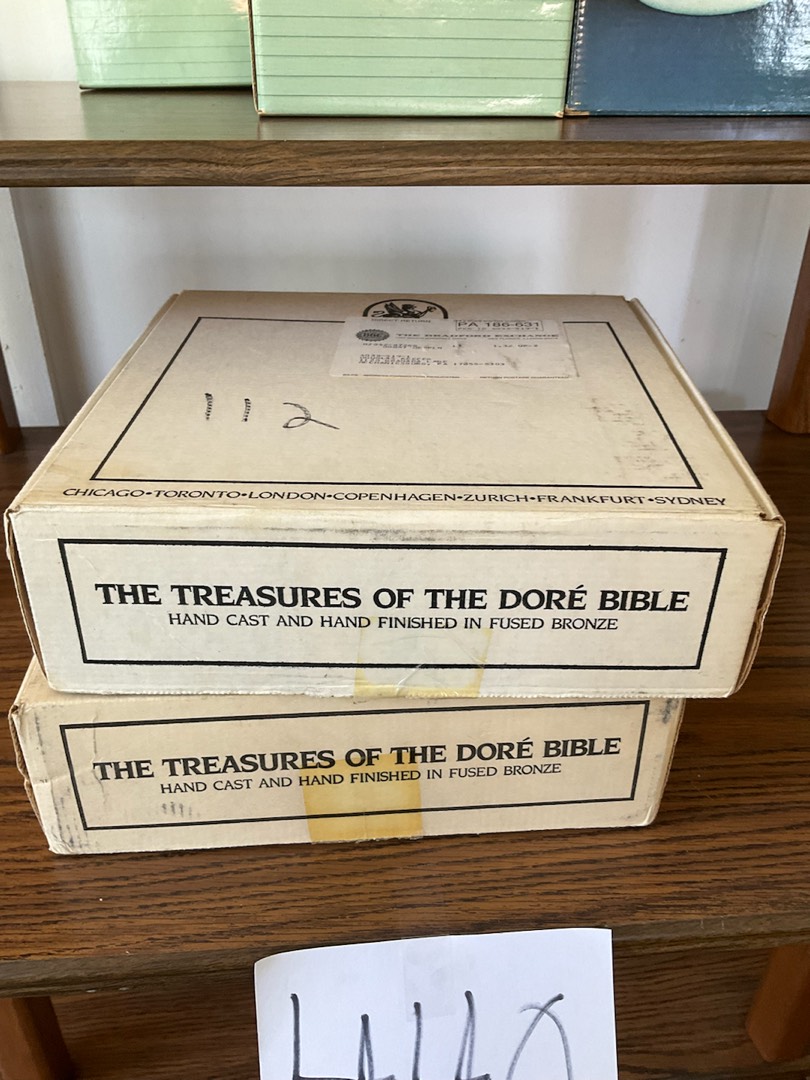 PA 186-631
THE BRADFORD EXCHANGE
112
CHICAGO•TORONTO•LONDON•COPENHAGEN•ZURICH•FRANKFURT•SYDNEY
THE TREASURES OF THE DORÉ BIBLE
HAND CAST AND HAND FINISHED IN FUSED BRONZE
THE TREASURES OF THE DORÉ BIBLE
HAND CAST AND HAND FINISHED IN FUSED BRONZE